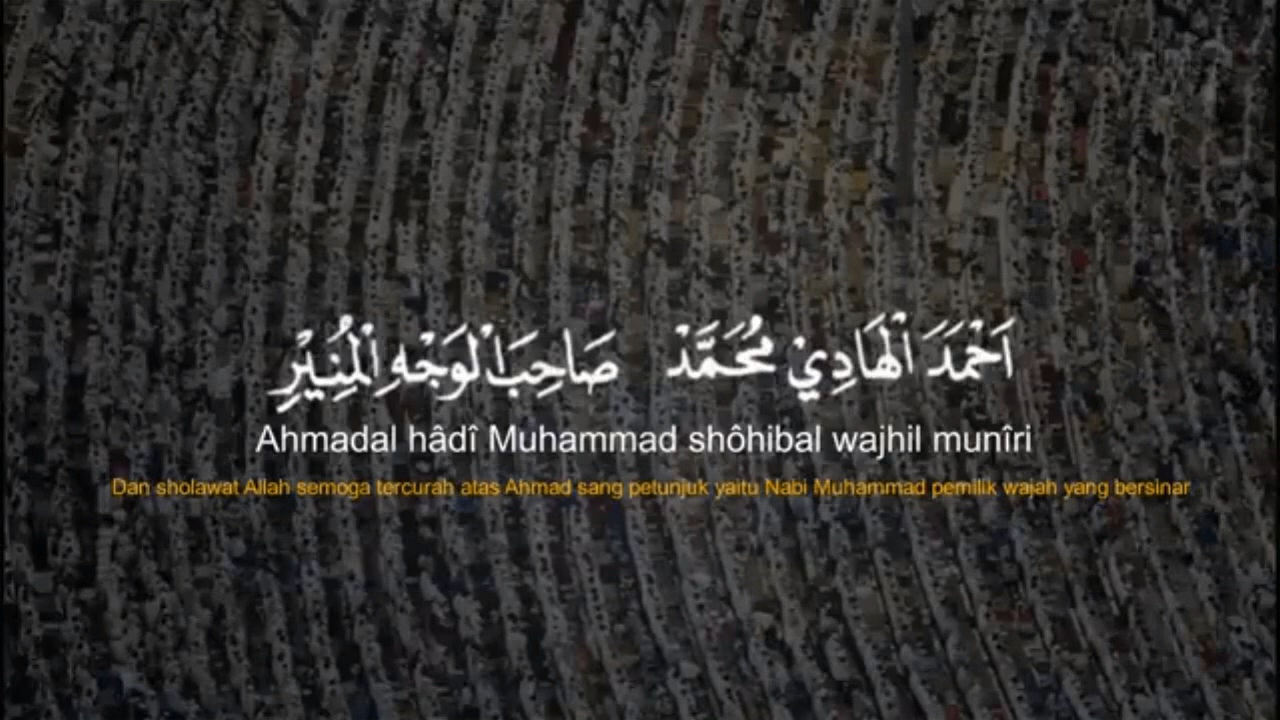 اَحْمَدَ الْهَادِيْ مُحَمَّدْ صَاحِبَ الْوَجْهِ الْمُنِيْرِ
Ahmadal hâdî Muhammad shôhibal wajhil munîri
Dan sholawat Allah semoga tercurah atas Ahmad sang petunjuk yaitu Nabi Muhammad pemilik wajah yang bersinar